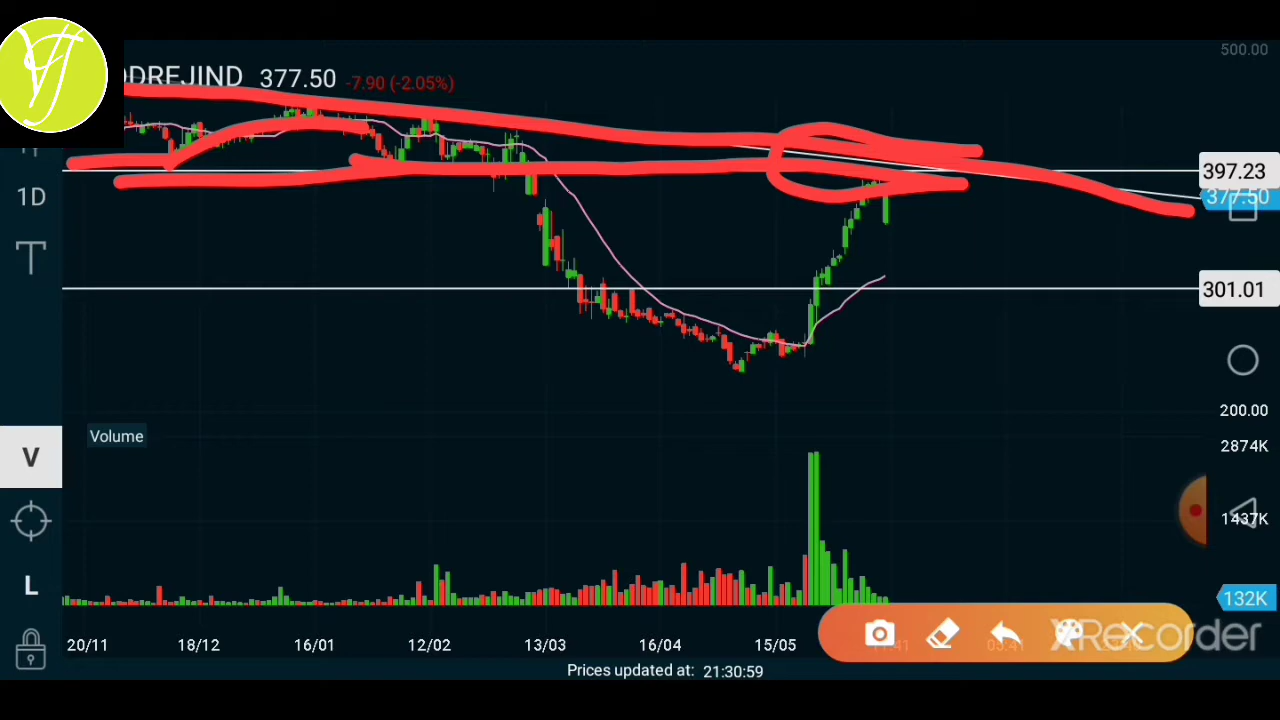 500.00
ODREJIND 377.50 -7.90 (-2.05%)
1D
397.23
377.50
T
301.01
200.00
Volume
2874K
V
1437K
L
132K
20/11 18/12 16/01 12/02 13/03 16/04 15/05
XRecorder
Prices updated at: 21:30:59